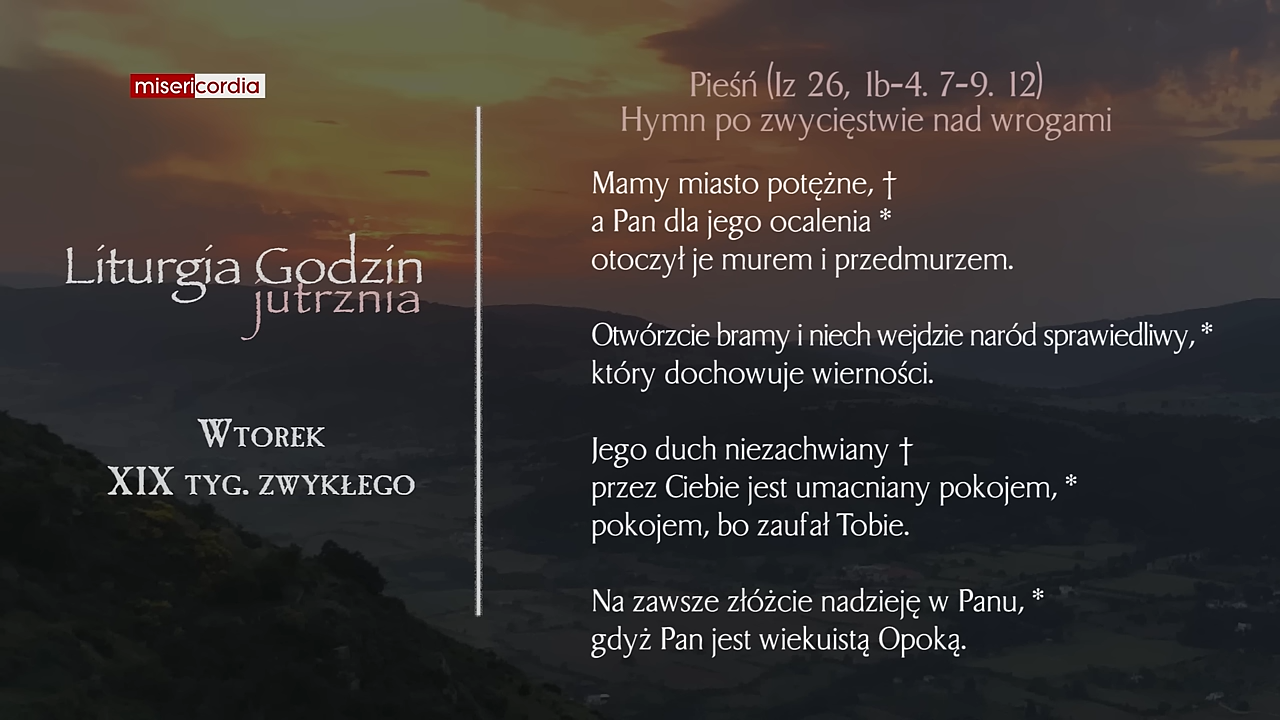 misericordia
Liturgia Godzin
jutrznia
Wtorek
XIX tyg. zwykłego
Pieśń (Iz 26, 1b-4. 7-9. 12)
Hymn po zwycięstwie nad wrogami
Mamy miasto potężne, †
a Pan dla jego ocalenia *
otoczył je murem i przedmurzem.
Otwórzcie bramy i niech wejdzie naród sprawiedliwy, *
który dochowuje wierności.
Jego duch niezachwiany †
przez Ciebie jest umacniany pokojem, *
pokojem, bo zaufał Tobie.
Na zawsze złóżcie nadzieję w Panu, *
gdyż Pan jest wiekuistą Opoką.